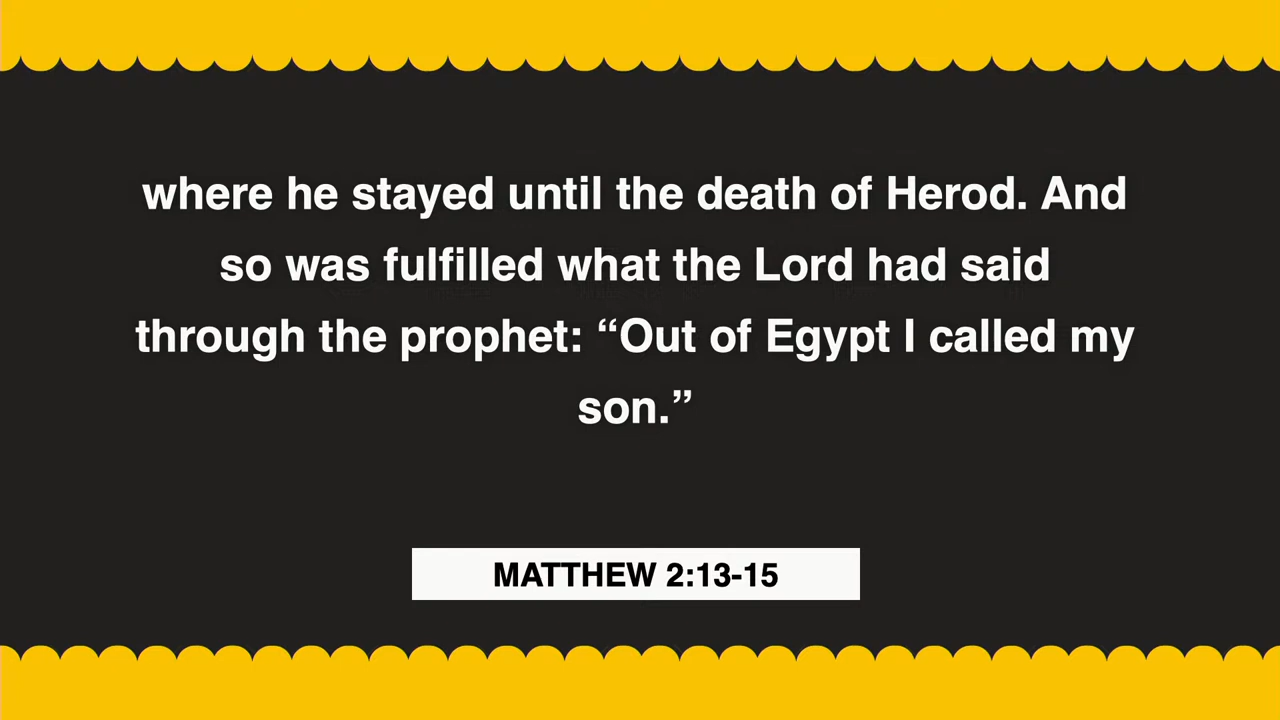 where he stayed until the death of Herod. And
so was fulfilled what the Lord had said
through the prophet: “Out of Egypt I called my
son.”
MATTHEW 2:13-15